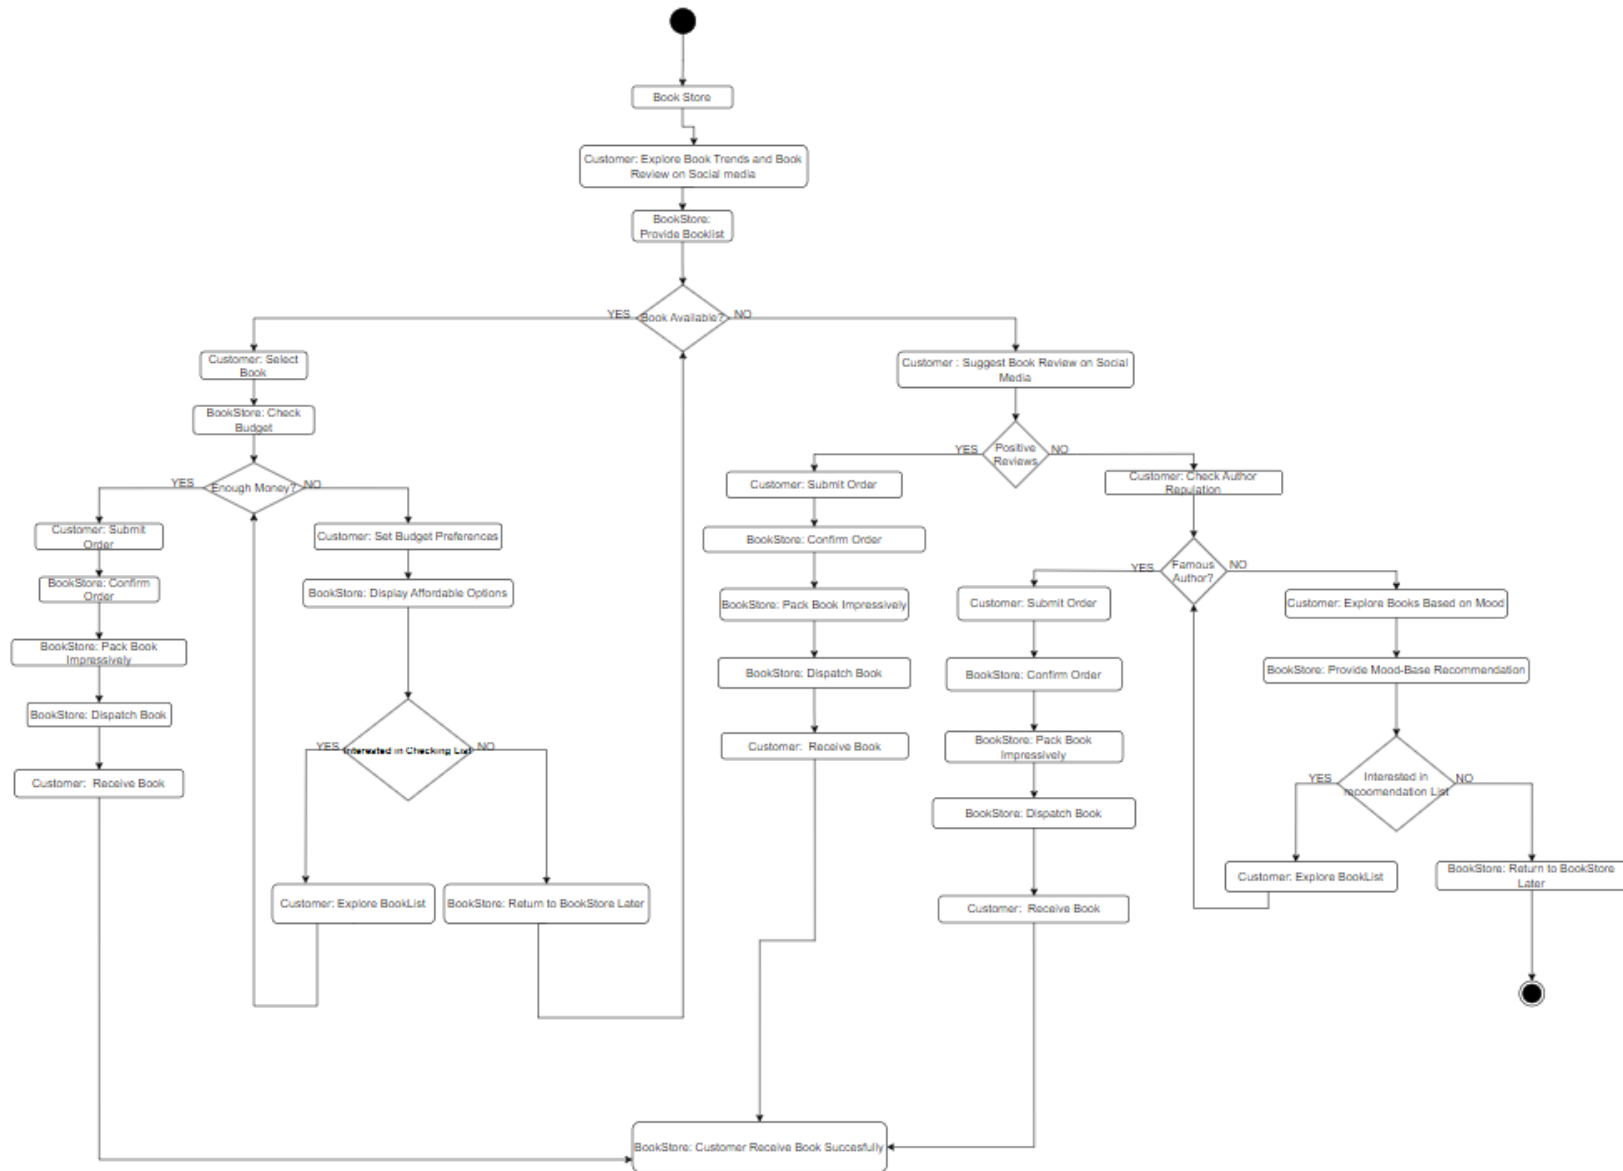 Book Store
Customer: Explore Book Trends and Book
Review on Social media
BookStore:
Provide Booklist
YES
Book Available?
NO
Customer: Select
Book
BookStore: Check
Budget
YES
Enough Money?
NO
Customer: Submit
Order
BookStore: Confirm
Order
BookStore: Pack Book
Impressively
BookStore: Dispatch Book
Customer: Receive Book
Customer: Set Budget Preferences
BookStore: Display Affordable Options
YES
Interested in Checking List
NO
Customer: Explore BookList
BookStore: Return to BookStore Later
Customer : Suggest Book Review on Social
Media
YES
Positive
Reviews
NO
Customer: Submit Order
BookStore: Confirm Order
BookStore: Pack Book Impressively
BookStore: Dispatch Book
Customer: Receive Book
Customer: Check Author
Repulation
YES
Famous
Author?
NO
Customer: Submit Order
BookStore: Confirm Order
BookStore: Pack Book
Impressively
BookStore: Dispatch Book
Customer: Receive Book
Customer: Explore Books Based on Mood
BookStore: Provide Mood-Base Recommendation
YES
Interested in
recoomendation List
NO
Customer: Explore BookList
BookStore: Return to BookStore
Later
BookStore: Customer Receive Book Succesfully